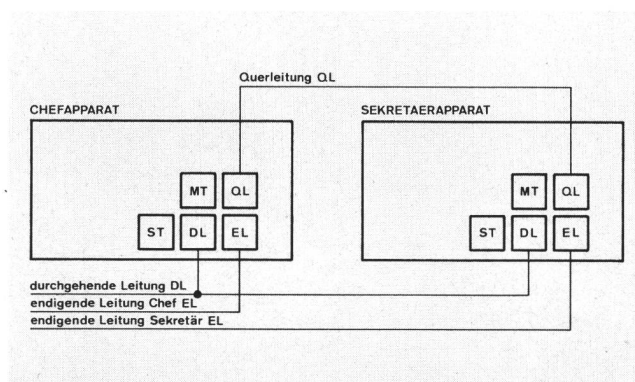 Querleitung QL
CHEFAPPARAT
SEKRETAERAPPARAT
MT QL
MT QL
ST DL EL
ST DL EL
durchgehende Leitung DL
endigende Leitung Chef EL
endigende Leitung Sekretär EL